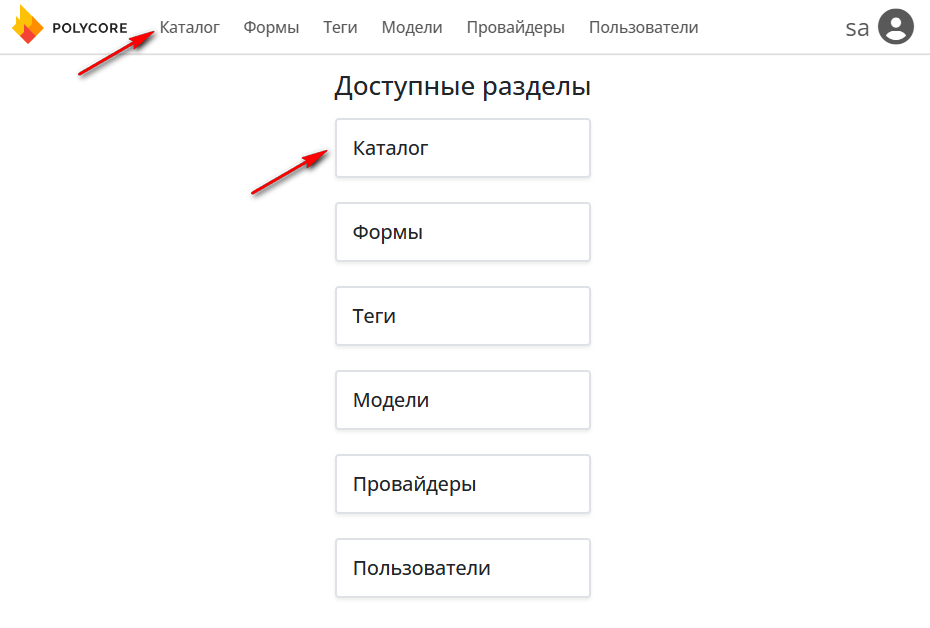 POLYCORE Каталог Формы Теги Модели Провайдеры Пользователи sa
Доступные разделы
Каталог
Формы
Теги
Модели
Провайдеры
Пользователи